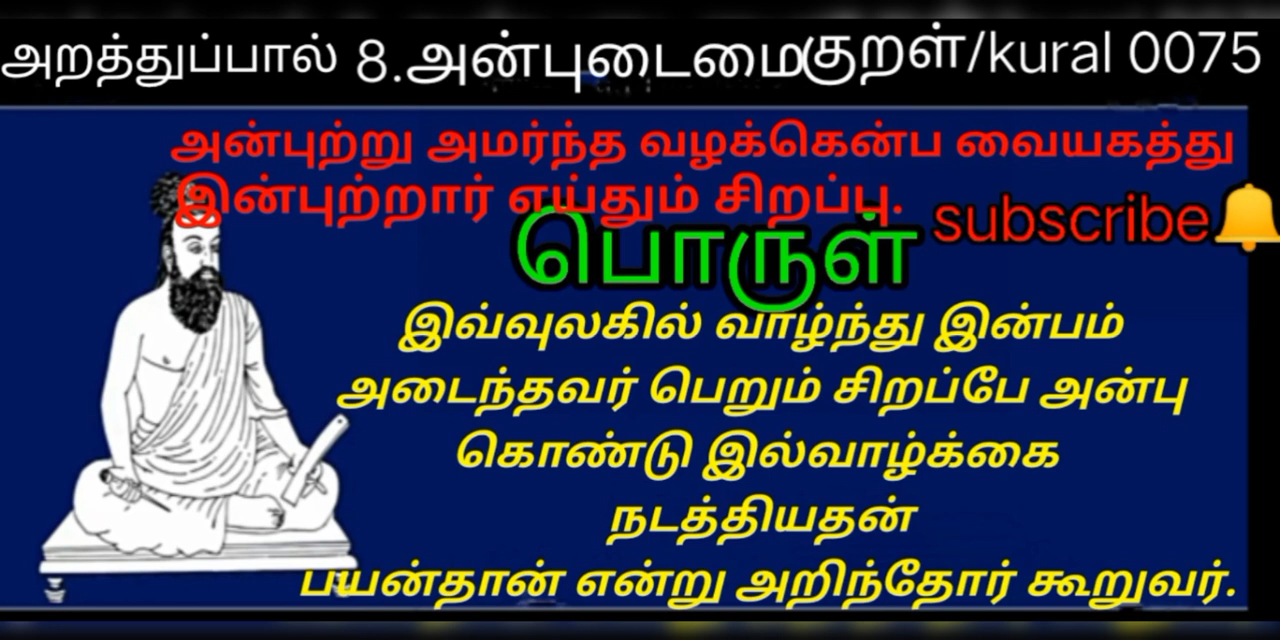 அறத்துப்பால் 8.அன்புடைமைகுறள்/kural 0075
அன்புற்று அமர்ந்த வழக்கென்ப வையகத்து
இன்புற்றார் எய்தும் சிறப்பு.
subscribe
பொருள்
இவ்வுலகில் வாழ்ந்து இன்பம்
அடைந்தவர் பெறும் சிறப்பே அன்பு
கொண்டு இல்வாழ்க்கை
நடத்தியதன்
பயன்தான் என்று அறிந்தோர் கூறுவர்.